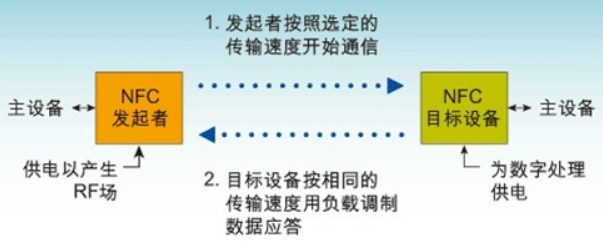 1. 发起者按照选定的
传输速度开始通信
主设备
NFC
发起者
NFC
目标设备
主设备
供电以产生
RF场
2. 目标设备按相同的
传输速度用负载调制
数据应答
为数字处理
供电